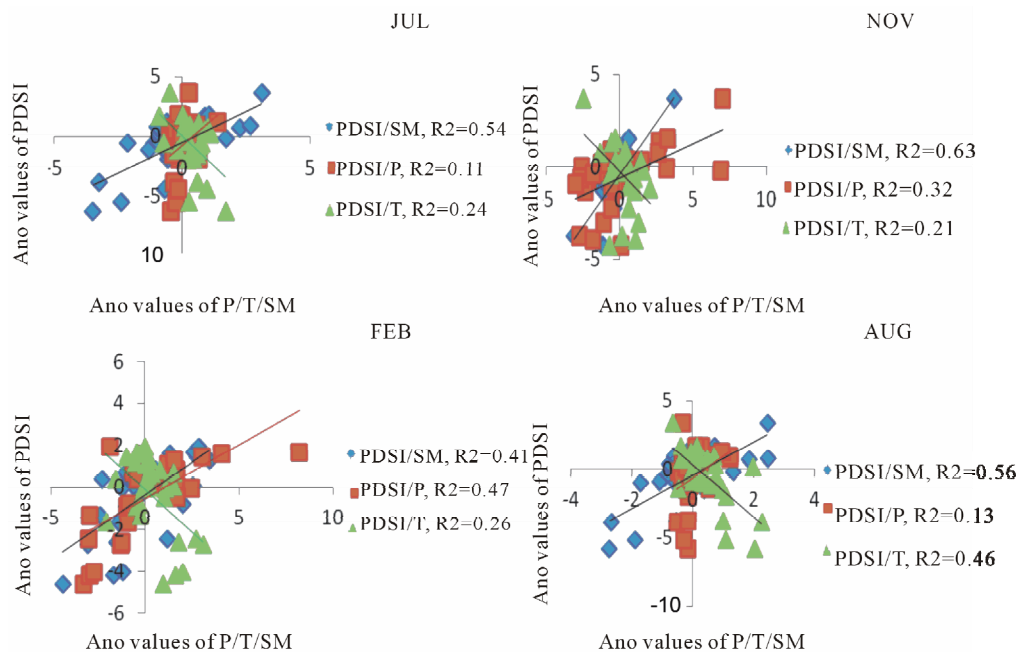 JUL
Ano values of PDSI
5
0
5
5
0
-5
10
PDSI/SM, R2=0.54
PDSI/P, R2=0.11
PDSI/T, R2=0.24
Ano values of P/T/SM
NOV
Ano values of PDSI
5
0
-5
0
5
10
-5
PDSI/SM, R2=0.63
PDSI/P, R2=0.32
PDSI/T, R2=0.21
Ano values of P/T/SM
FEB
Ano values of PDSI
6
4
2
0
-5
0
5
10
-2
-4
-6
PDSI/SM, R2=0.41
PDSI/P, R2=0.47
PDSI/T, R2=0.26
Ano values of P/T/SM
AUG
Ano values of PDSI
5
0
-4
-2
0
2
4
-5
-10
PDSI/SM, R2=0.56
PDSI/P, R2=0.13
PDSI/T, R2=0.46
Ano values of P/T/SM